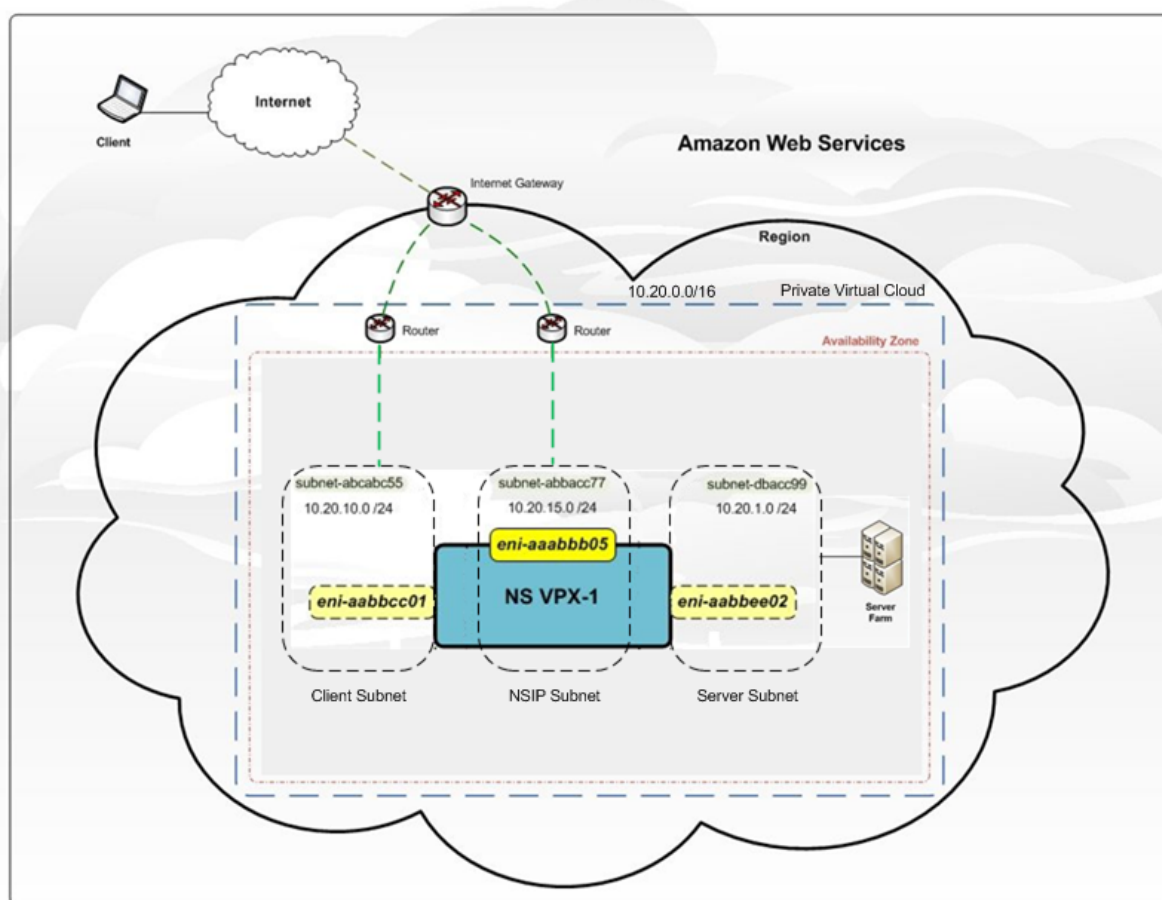 Internet
Client
Amazon Web Services
Internet Gateway
Region
10.20.0.0/16
Private Virtual Cloud
Router
Router
Availability Zone
subnet-abcabc55
subnet-abbacc77
subnet-dbacc99
10.20.10.0 /24
10.20.15.0 /24
10.20.1.0 /24
eni-aaabbb05
eni-aabbcc01
NS VPX-1
eni-aabbee02
Server
Farm
Client Subnet
NSIP Subnet
Server Subnet